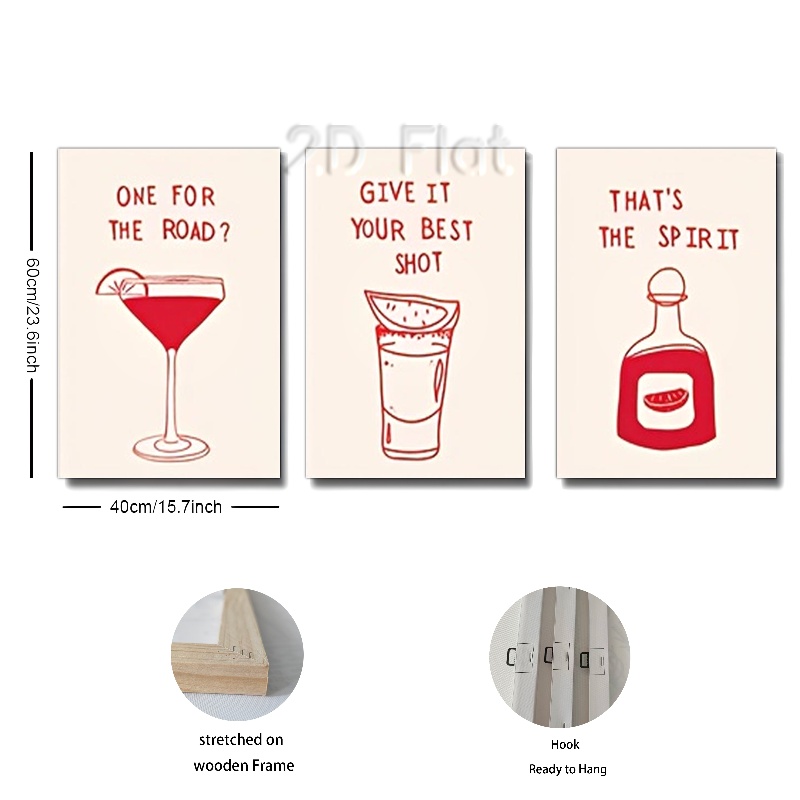 2D Flat
ONE FOR
THE ROAD?
GIVE IT
YOUR BEST
SHOT
THAT'S
THE SPIRIT
60cm/23.6inch
40cm/15.7inch
stretched on
wooden Frame
Hook
Ready to Hang